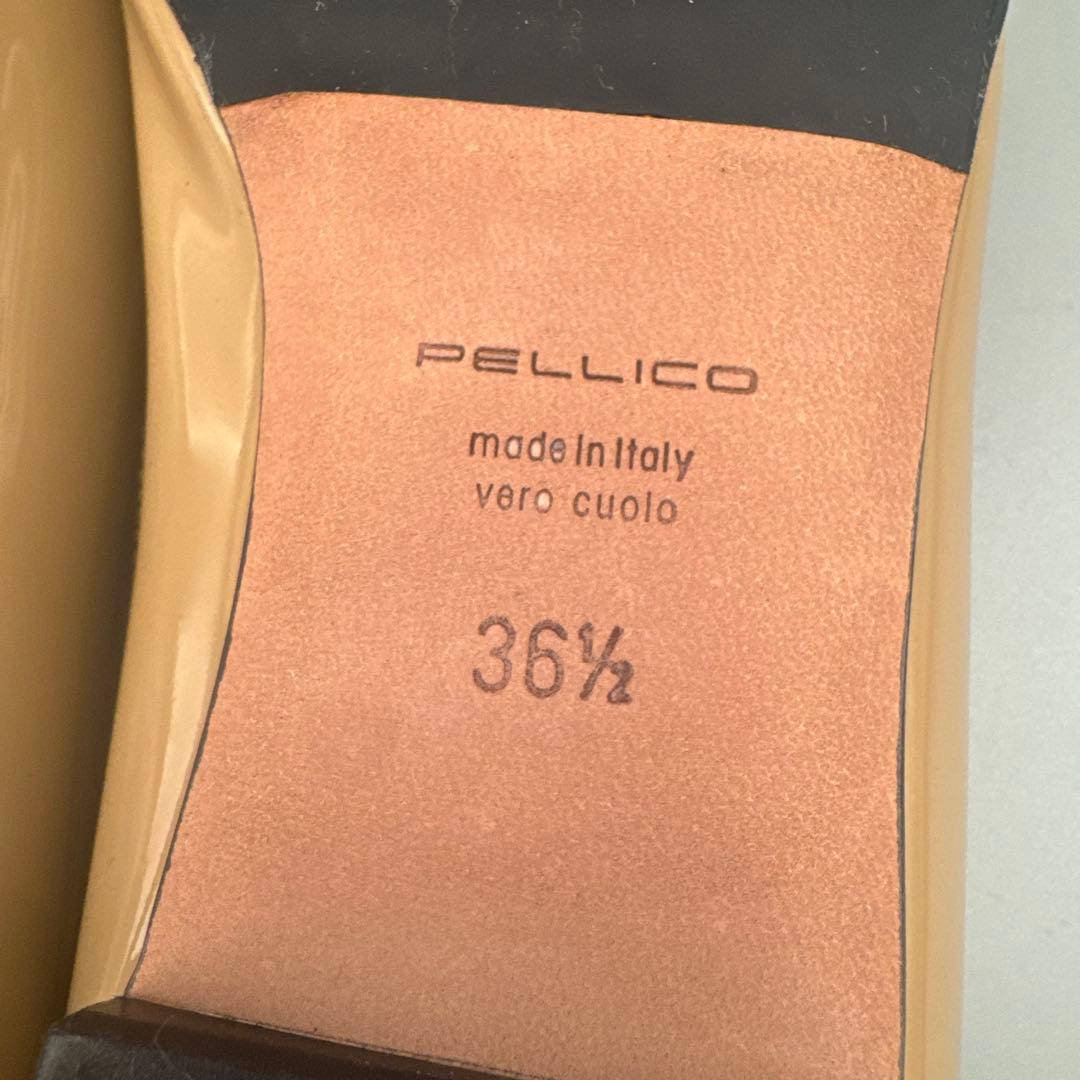 PELLICO
made in Italy
vero cuoio
36½